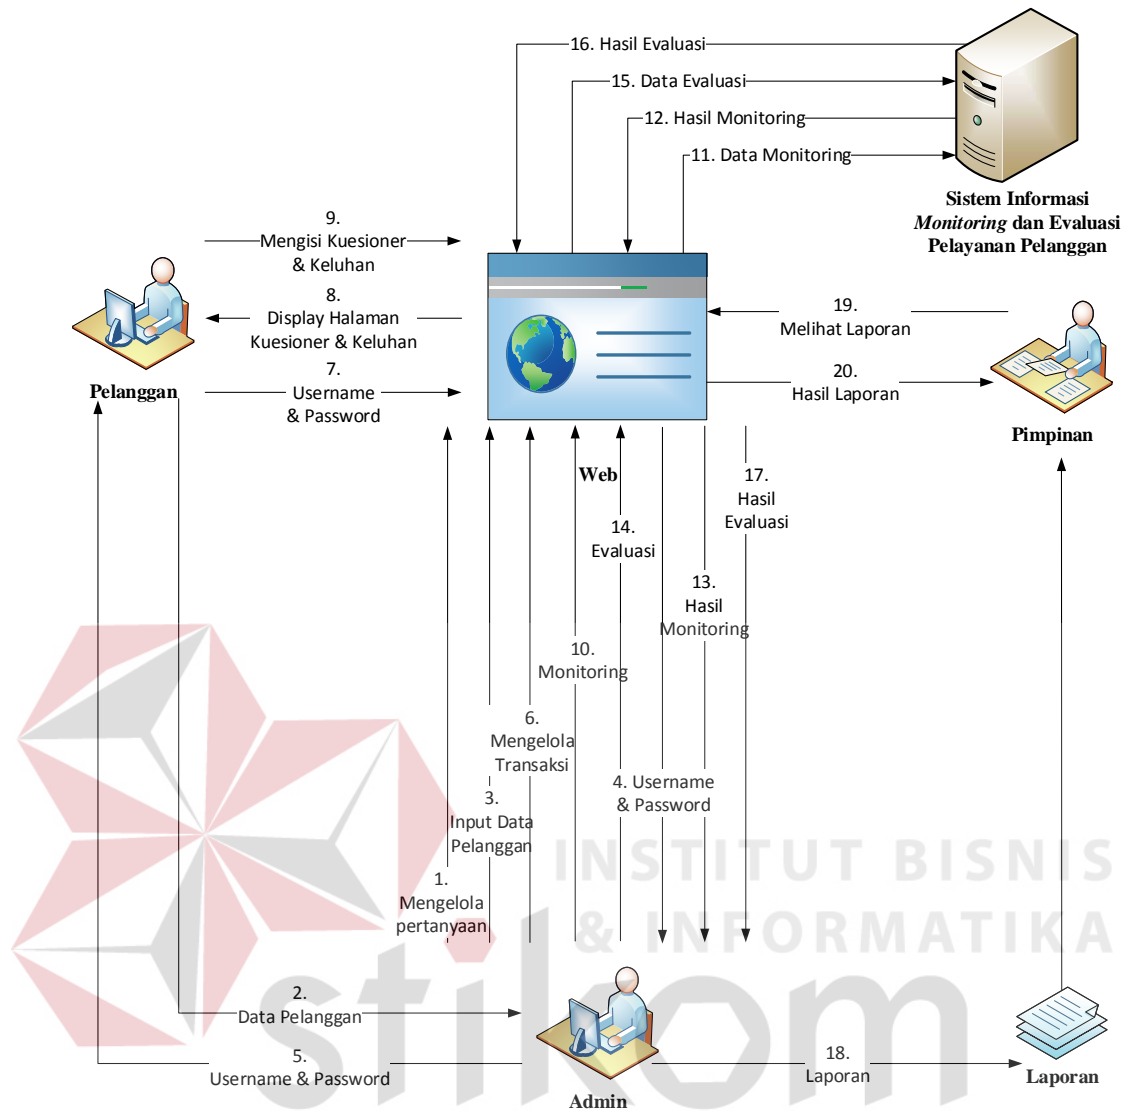 16. Hasil Evaluasi
15. Data Evaluasi
12. Hasil Monitoring
11. Data Monitoring
Sistem Informasi
Monitoring dan Evaluasi
Pelayanan Pelanggan
9.
Mengisi Kuesioner
& Keluhan
8.
Display Halaman
Kuesioner & Keluhan
7.
Username
& Password
Pelanggan
19.
Melihat Laporan
20.
Hasil Laporan
Pimpinan
Web
17.
Hasil
Evaluasi
14.
Evaluasi
13.
Hasil
Monitoring
10.
Monitoring
6.
Mengelola
Transaksi
4. Username
& Password
3.
Input Data
Pelanggan
1.
Mengelola
pertanyaan
INSTITUT BISNIS
& INFORMATIKA
stikom
2.
Data Pelanggan
5.
Username & Password
18.
Laporan
Laporan
Admin